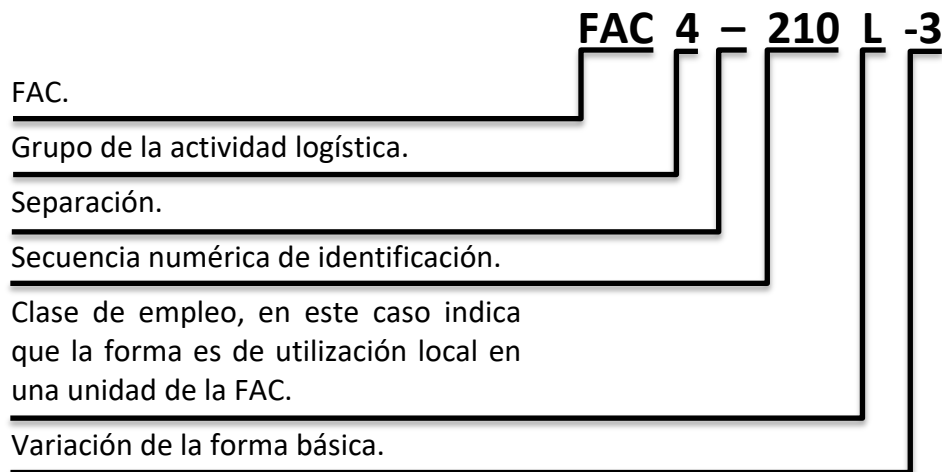 FAC 4 – 210 L -3
FAC.
Grupo de la actividad logística.
Separación.
Secuencia numérica de identificación.
Clase de empleo, en este caso indica
que la forma es de utilización local en
una unidad de la FAC.
Variación de la forma básica.